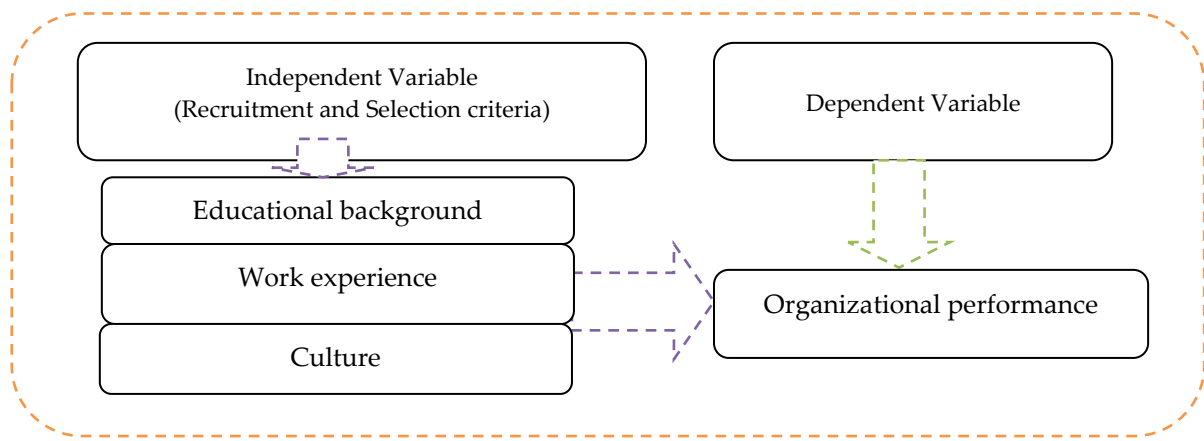 Independent Variable
(Recruitment and Selection criteria)
Dependent Variable
Educational background
Work experience
Culture
Organizational performance